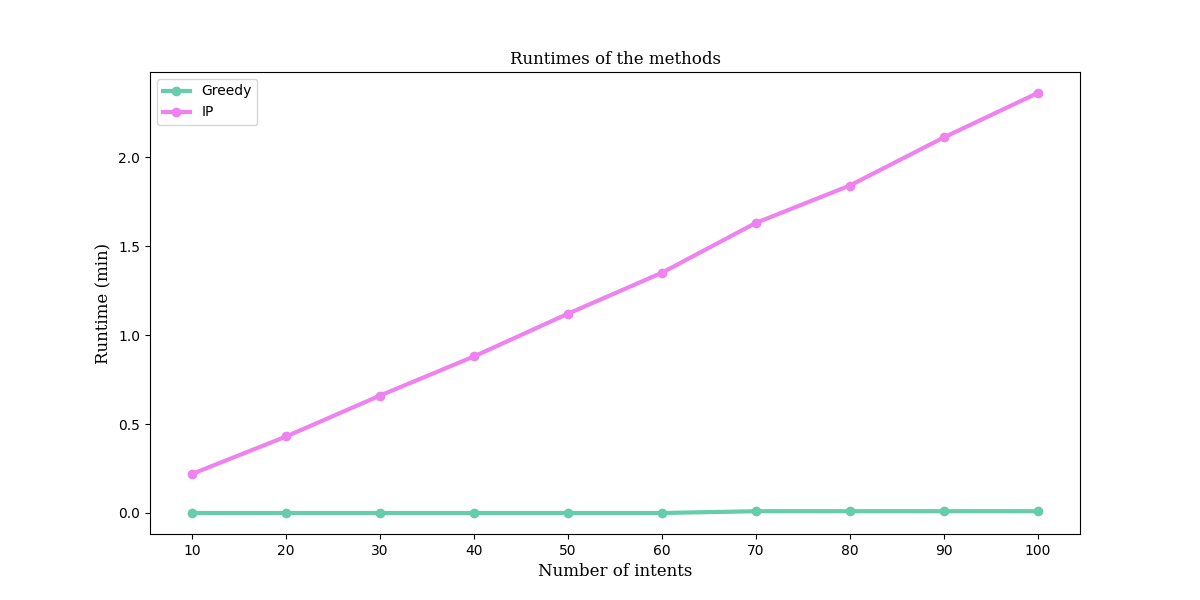 Runtimes of the methods
Greedy
IP
Runtime (min)
2.0
1.5
1.0
0.5
0.0
10 20 30 40 50 60 70 80 90 100
Number of intents